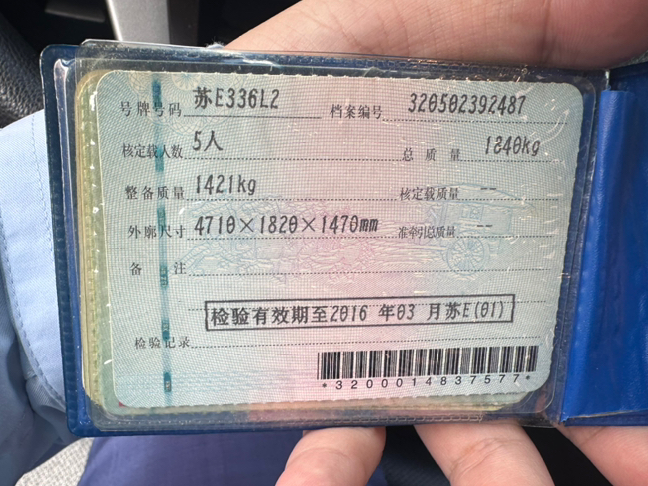 号牌号码 苏E336L2 档案编号 320502392487
核定载人数 5人 总质量 1840kg
整备质量 1421kg 核定载质量 --
外廓尺寸 4710×1820×1470mm 准牵引总质量 --
备注
检验有效期至2016 年03 月苏E(01)
检验记录
*3200014837577*